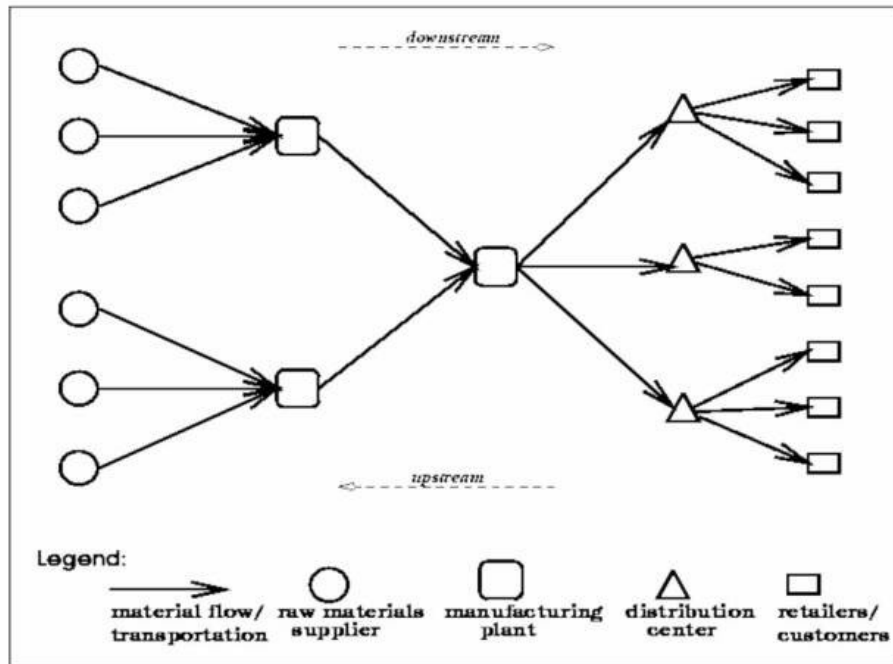 downstream
upstream
Legend:
material flow/
transportation
raw materials
supplier
manufacturing
plant
distribution
center
retailers/
customers